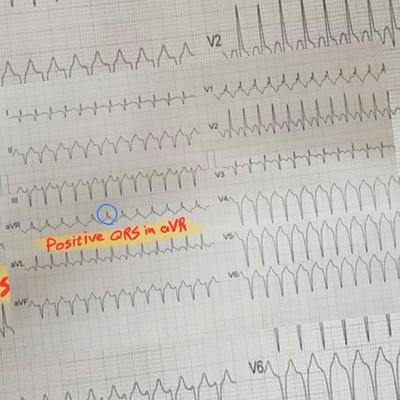 V2
I
V1
II
V2
III
V3
aVR
V4
Positive QRS in aVR
aVL
V5
S
V6
aVF
V6